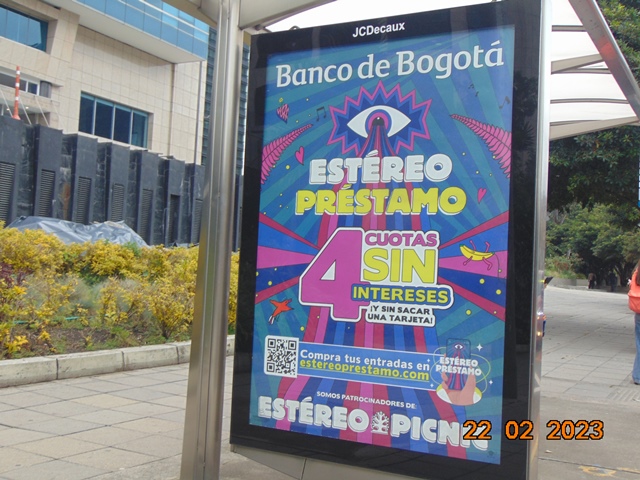 JCDecaux
Banco de Bogotá
ESTÉREO
PRÉSTAMO
4 CUOTAS
SIN
INTERESES
¡Y SIN SACAR
UNA TARJETA!
Compra tus entradas en
estereoprestamo.com
ESTÉREO
PRÉSTAMO
SOMOS PATROCINADORES DE:
ESTÉREO PICNIC
22 02 2023